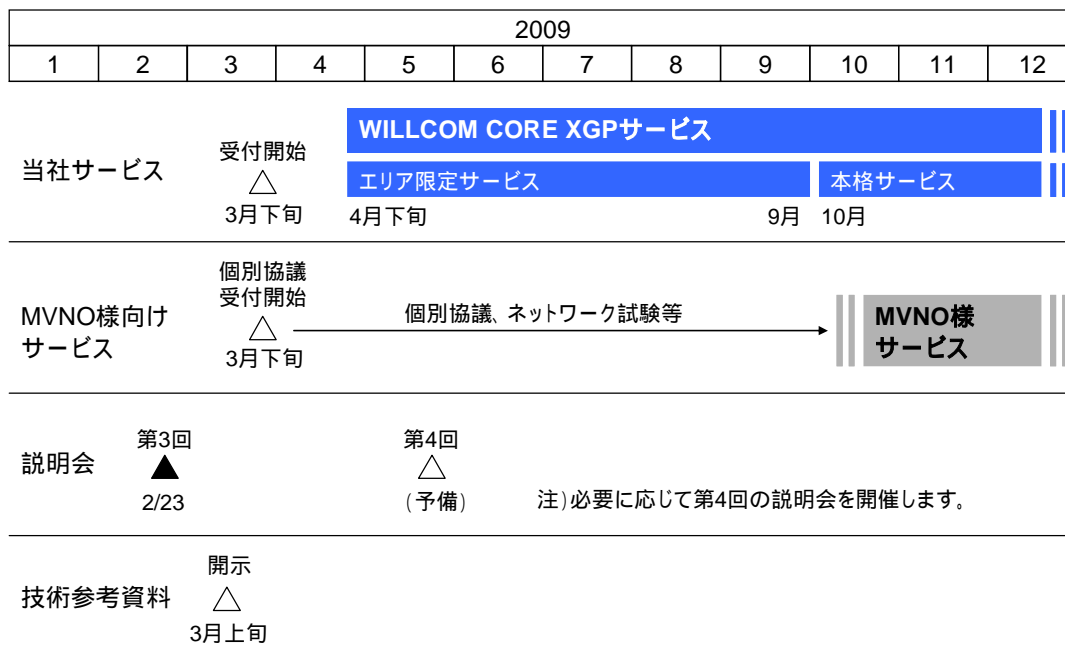 2009
1 2 3 4 5 6 7 8 9 10 11 12
当社サービス
受付開始
3月下旬
WILLCOM CORE XGPサービス
エリア限定サービス
本格サービス
4月下旬
9月
10月
MVNO様向け
サービス
個別協議
受付開始
3月下旬
個別協議、ネットワーク試験等
MVNO様
サービス
説明会
第3回
2/23
第4回
(予備)
注)必要に応じて第4回の説明会を開催します。
技術参考資料
開示
3月上旬